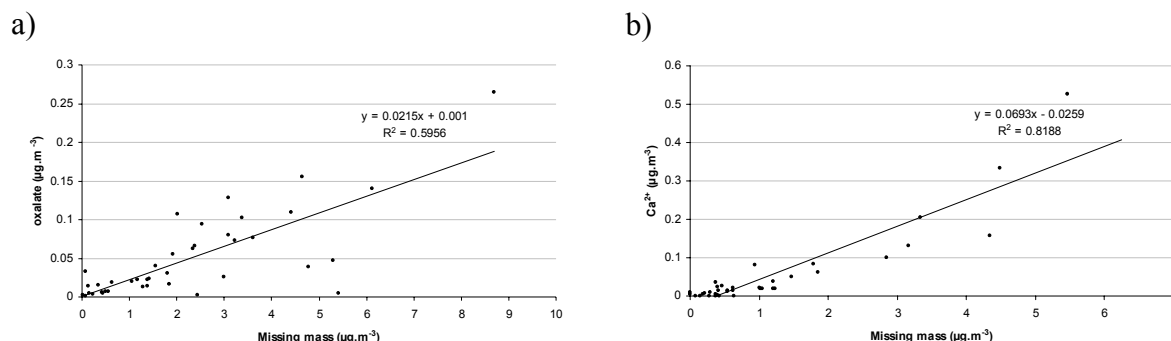 a)
0.3
0.25
0.2
0.15
0.1
0.05
0
oxalate (µg.m⁻³)
y = 0.0215x + 0.001
R² = 0.5956
0 1 2 3 4 5 6 7 8 9 10
Missing mass (µg.m⁻³)
b)
0.6
0.5
0.4
0.3
0.2
0.1
0.0
Ca²⁺ (µg.m³)
y = 0.0693x - 0.0259
R² = 0.8188
0 1 2 3 4 5 6
Missing mass (µg.m⁻³)